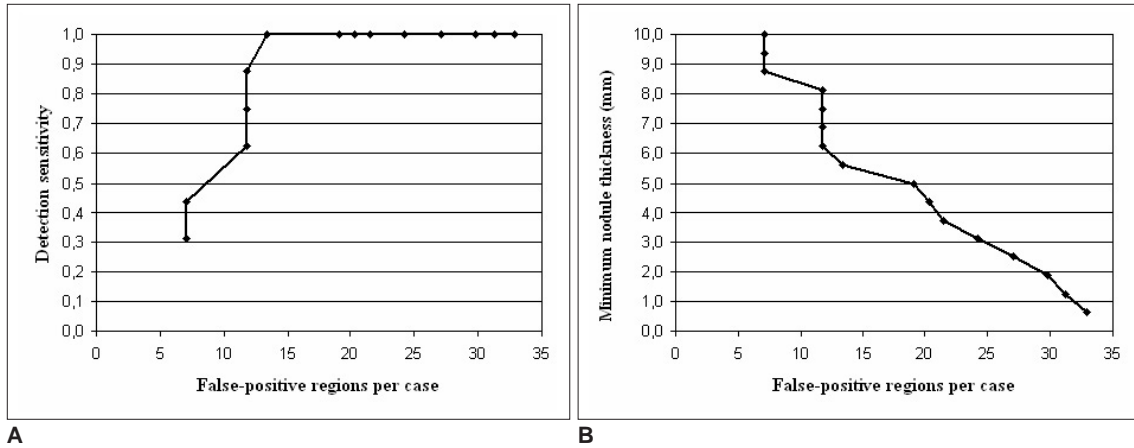 1,0
0,9
0,8
0,7
0,6
0,5
0,4
0,3
0,2
0,1
0,0
Detection sensitivity
0 5 10 15 20 25 30 35
False-positive regions per case
A
10,0
9,0
8,0
7,0
6,0
5,0
4,0
3,0
2,0
1,0
0,0
Minimum nodule thickness (mm)
0 5 10 15 20 25 30 35
False-positive regions per case
B